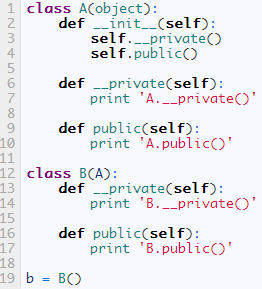 1 class A(object):
2     def __init__(self):
3         self.__private()
4         self.public()
5
6     def __private(self):
7         print 'A.__private()'
8
9     def public(self):
10         print 'A.public()'
11
12 class B(A):
13     def __private(self):
14         print 'B.__private()'
15
16     def public(self):
17         print 'B.public()'
18
19 b = B()